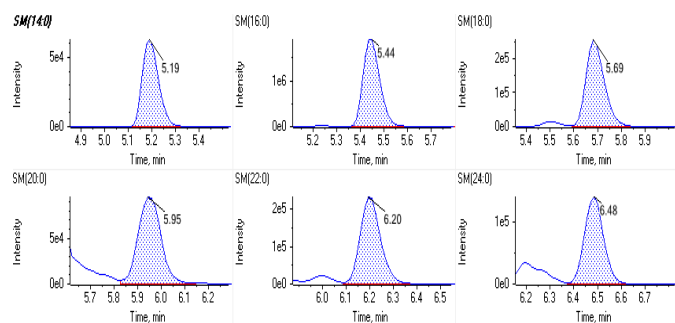 SM(14:0)
Intensity
5e4
0e0
5.19
4.9 5.0 5.1 5.2 5.3 5.4
Time, min
SM(16:0)
Intensity
1e6
0e0
5.44
5.1 5.2 5.3 5.4 5.5 5.6 5.7
Time, min
SM(18:0)
Intensity
2e5
1e5
0e0
5.69
5.4 5.5 5.6 5.7 5.8 5.9
Time, min
SM(20:0)
Intensity
5e4
0e0
5.95
5.7 5.8 5.9 6.0 6.1 6.2
Time, min
SM(22:0)
Intensity
2e5
1e5
0e0
6.20
6.0 6.1 6.2 6.3 6.4 6.5
Time, min
SM(24:0)
Intensity
1e5
0e0
6.48
6.2 6.3 6.4 6.5 6.6 6.7
Time, min